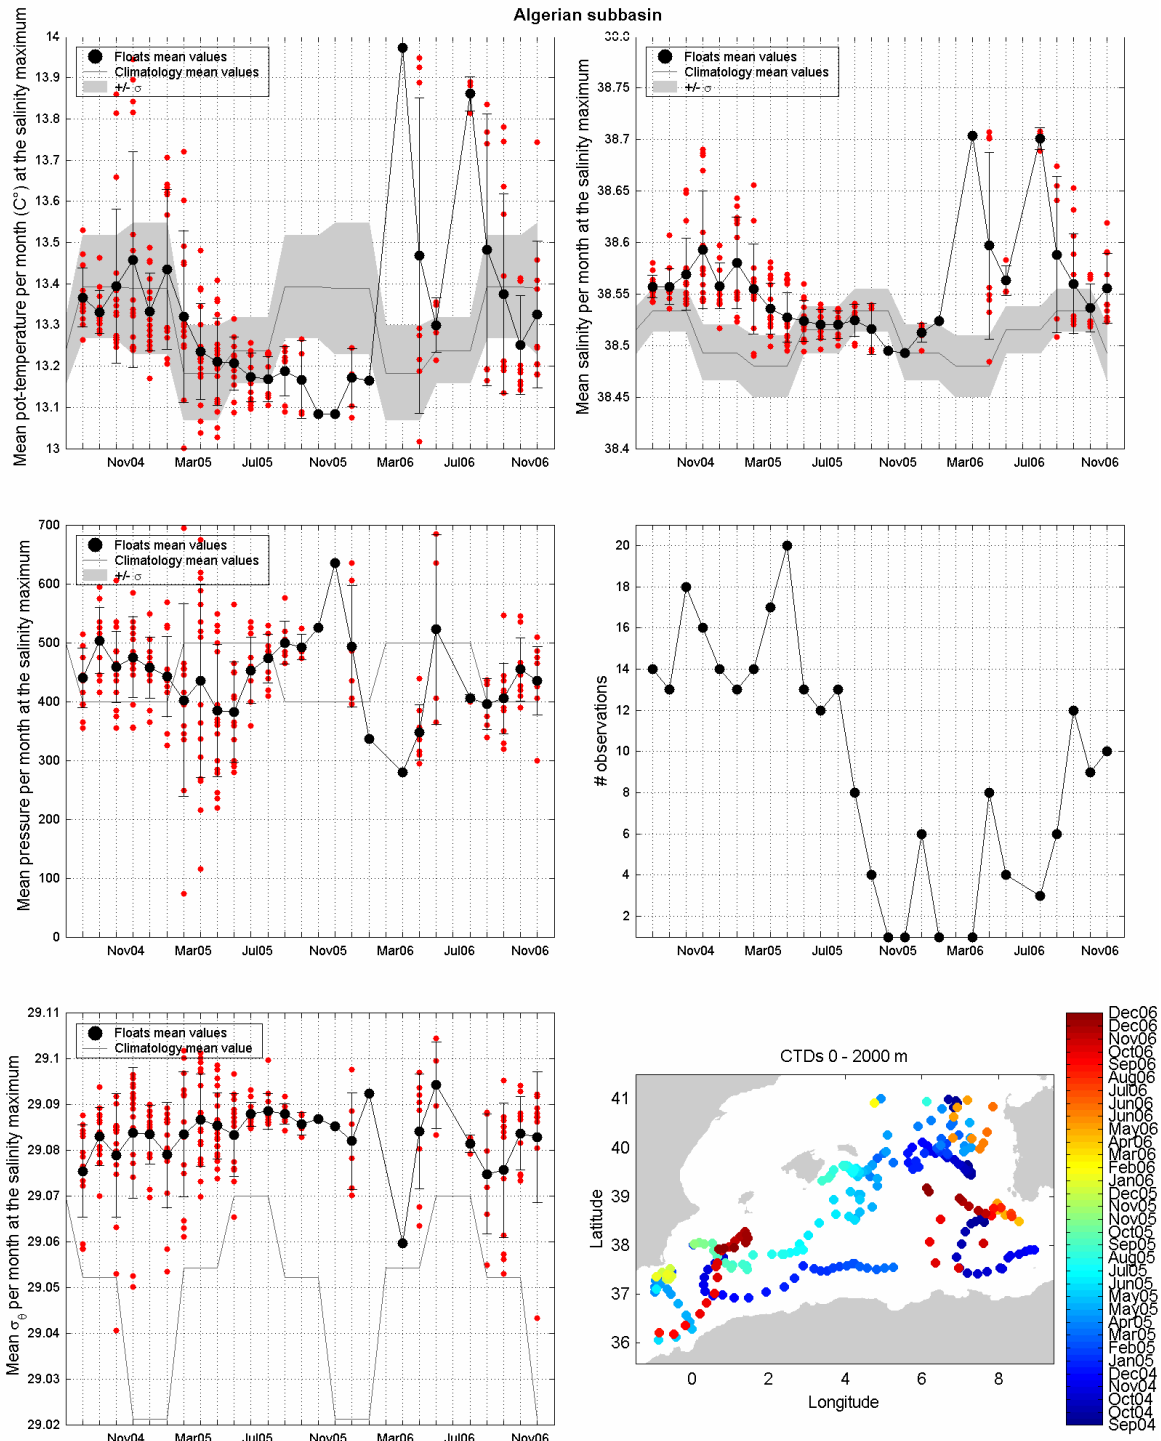 Algerian subbasin
Mean pot-temperature per month (C°) at the salinity maximum
14
13.9
13.8
13.7
13.6
13.5
13.4
13.3
13.2
13.1
13
Floats mean values
Climatology mean values
+/- σ
Nov04 Mar05 Jul05 Nov05 Mar06 Jul06 Nov06
Mean salinity per month at the salinity maximum
38.8
38.75
38.7
38.65
38.6
38.55
38.5
38.45
38.4
Floats mean values
Climatology mean values
+/- σ
Nov04 Mar05 Jul05 Nov05 Mar06 Jul06 Nov06
Mean pressure per month at the salinity maximum
700
600
500
400
300
200
100
0
Floats mean values
Climatology mean values
+/- σ
Nov04 Mar05 Jul05 Nov05 Mar06 Jul06 Nov06
# observations
20
18
16
14
12
10
8
6
4
2
Nov04 Mar05 Jul05 Nov05 Mar06 Jul06 Nov06
Mean σθ per month at the salinity maximum
29.11
29.1
29.09
29.08
29.07
29.06
29.05
29.04
29.03
29.02
Floats mean values
Climatology mean value
Nov04 Mar05 Jul05 Nov05 Mar06 Jul06 Nov06
CTDs 0 - 2000 m
Latitude
41
40
39
38
37
36
0 2 4 6 8
Longitude
Dec06
Dec06
Nov06
Oct06
Sep06
Aug06
Jul06
Jun06
Jun06
May06
Apr06
Mar06
Feb06
Jan06
Dec05
Nov05
Nov05
Oct05
Sep05
Aug05
Jul05
Jun05
May05
May05
Apr05
Mar05
Feb05
Jan05
Dec04
Nov04
Oct04
Oct04
Sep04